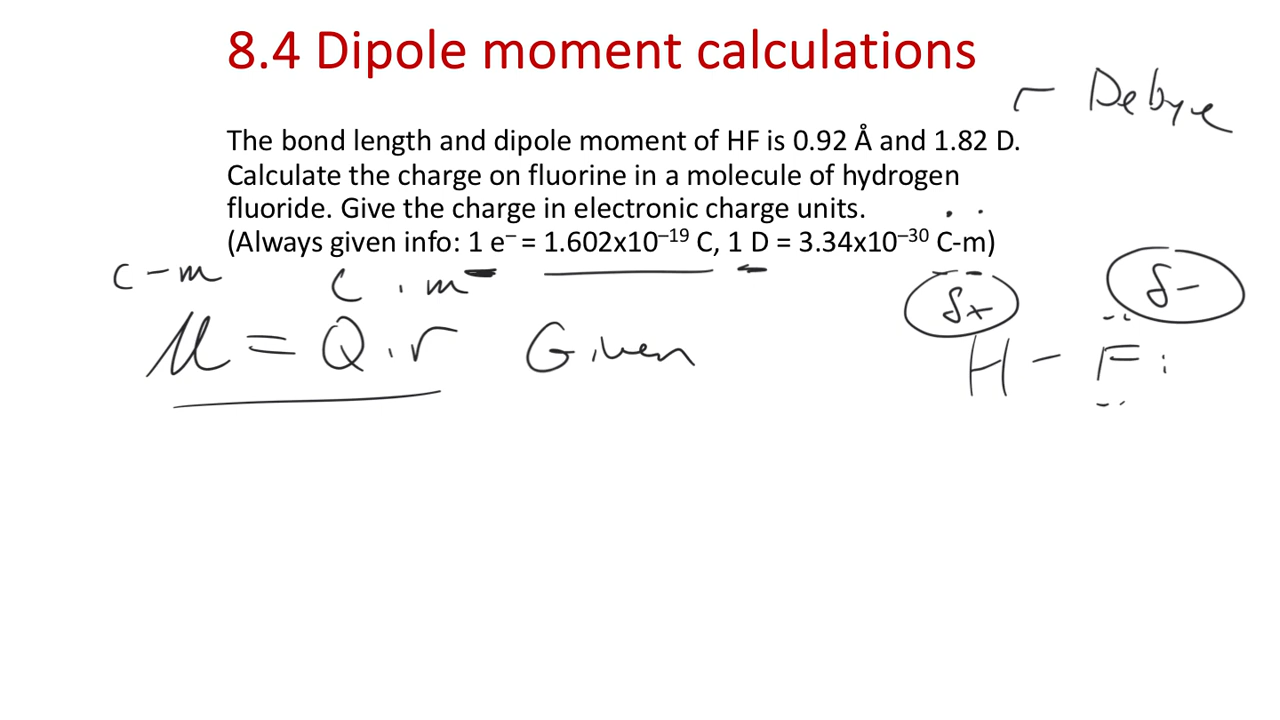 8.4 Dipole moment calculations
Debye
The bond length and dipole moment of HF is 0.92 Å and 1.82 D.
Calculate the charge on fluorine in a molecule of hydrogen
fluoride. Give the charge in electronic charge units.
(Always given info: 1 e⁻ = 1.602x10⁻¹⁹ C, 1 D = 3.34x10⁻³⁰ C-m)
C-m C · m
δ+ δ-
μ = Q · r Given
H - F